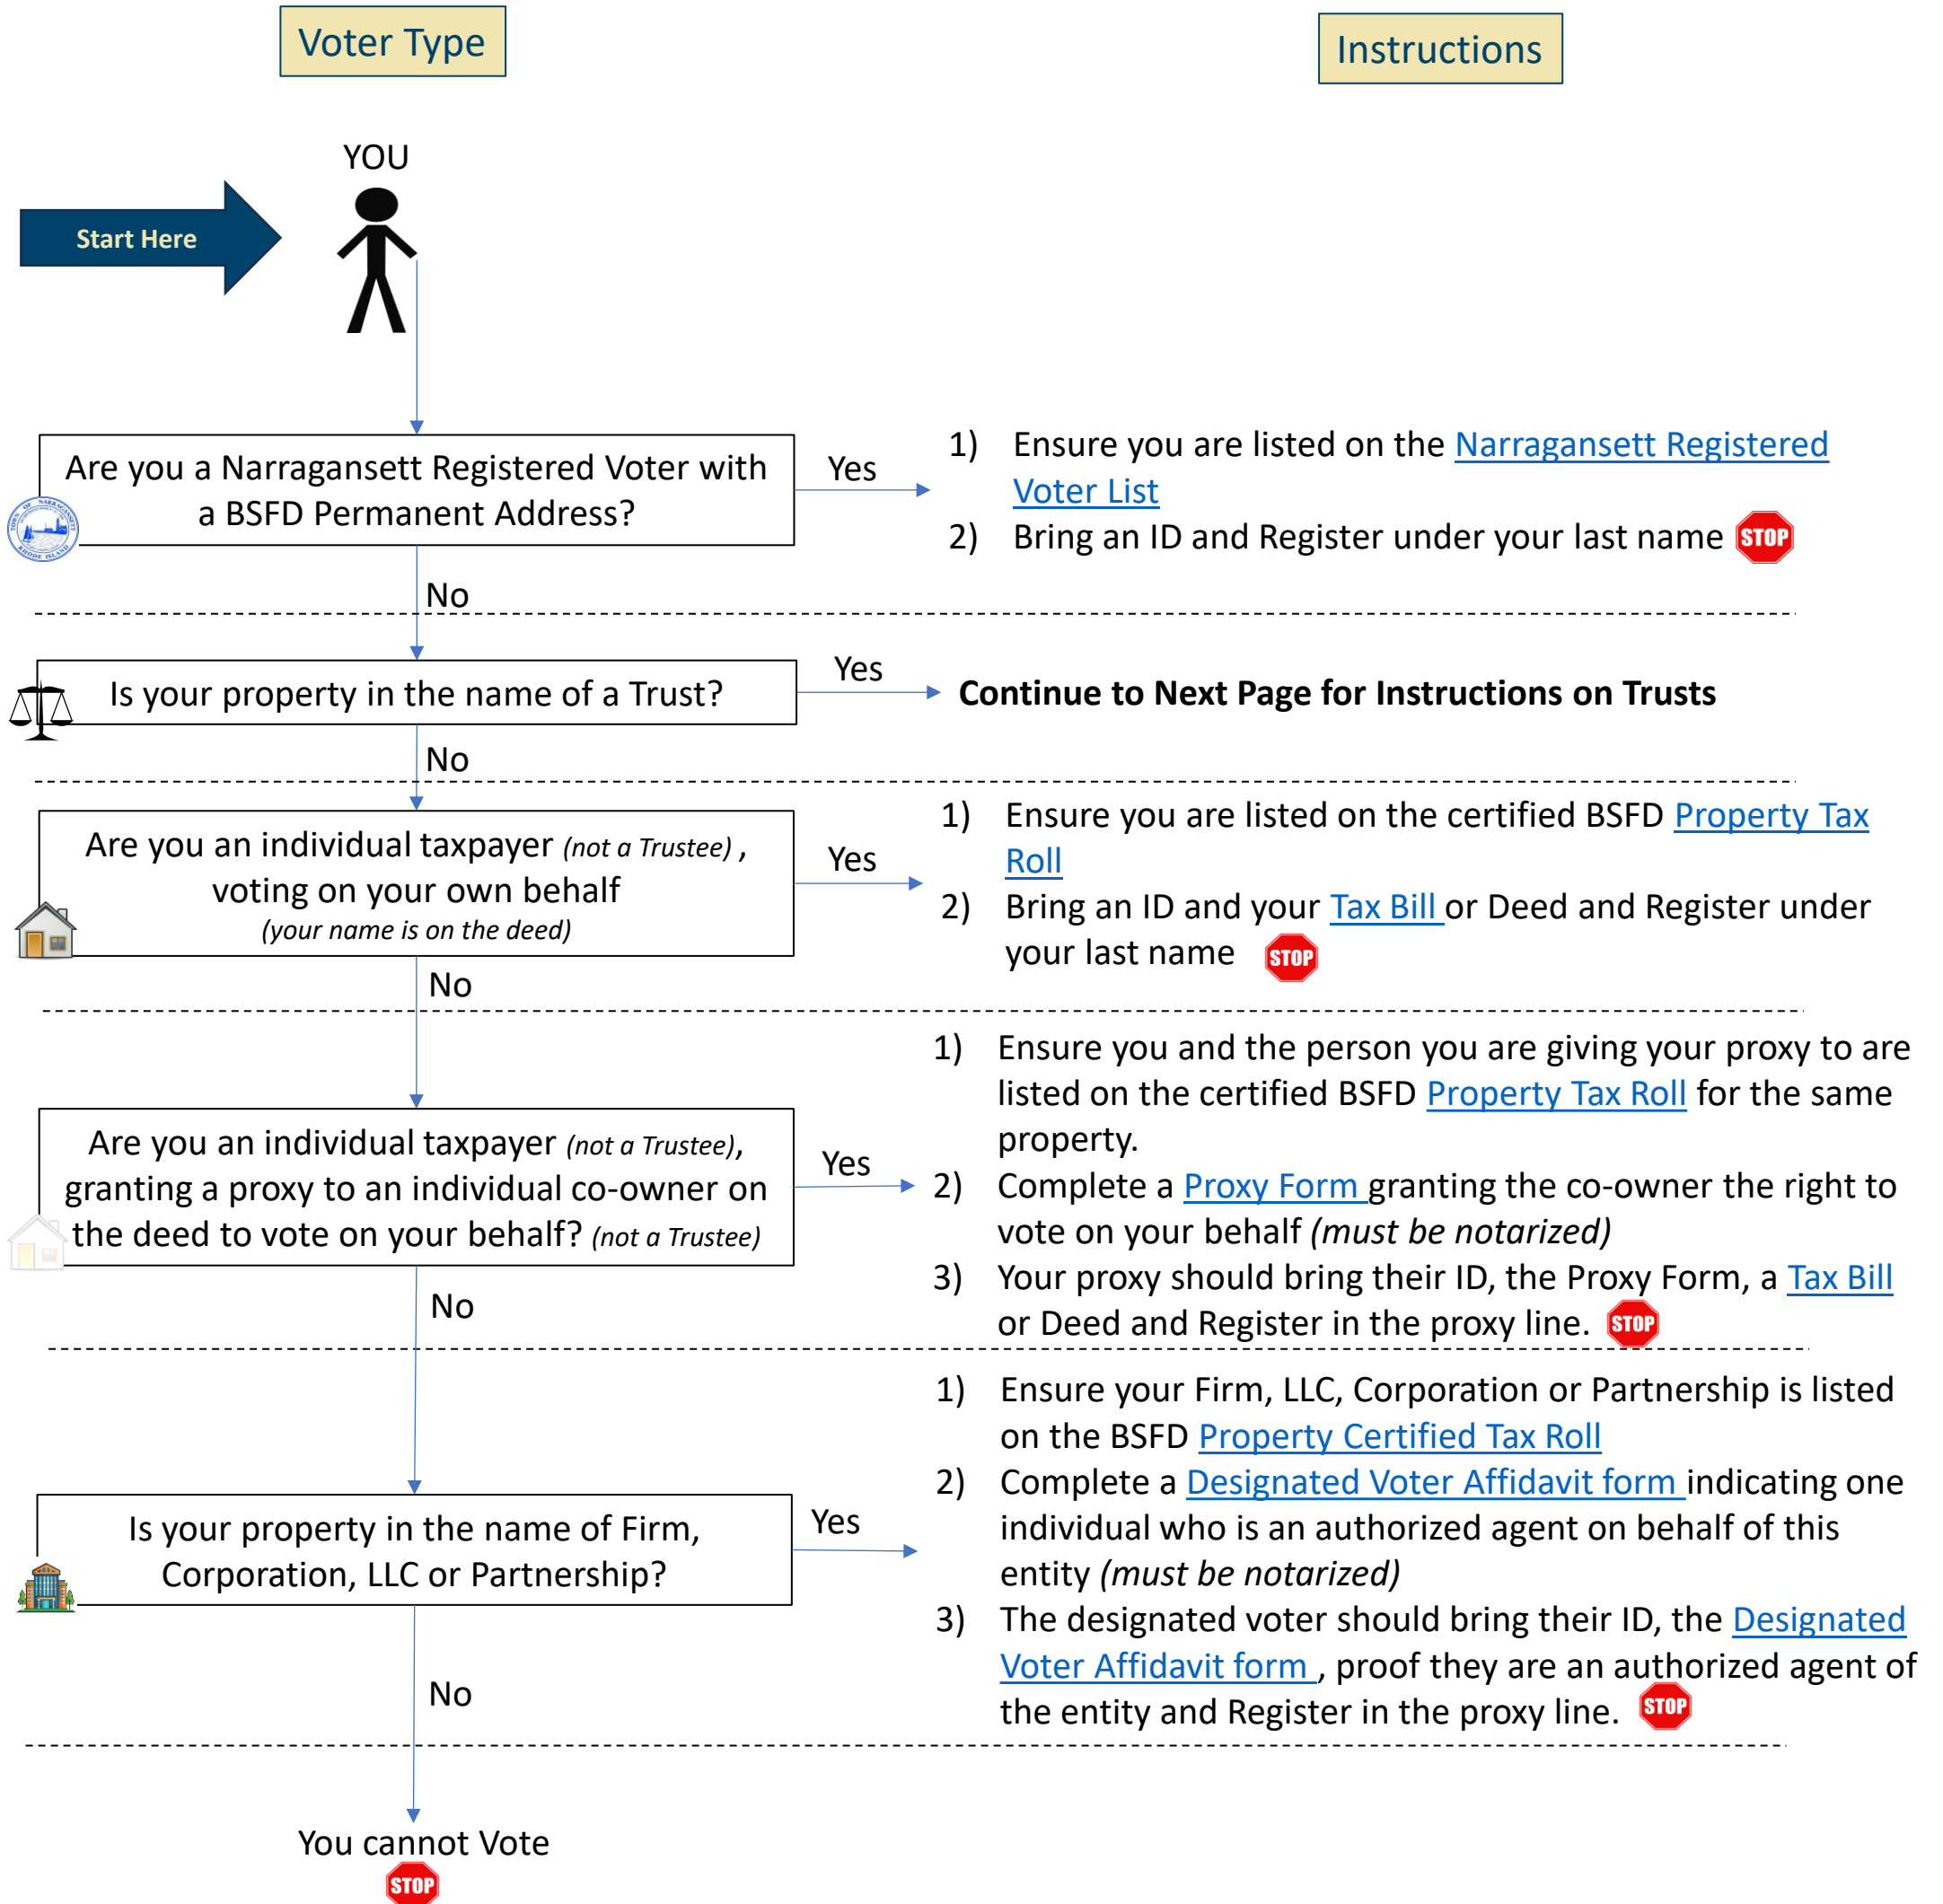 Voter Type
Instructions
YOU
Start Here
Are you a Narragansett Registered Voter with
a BSFD Permanent Address?
Yes
1) Ensure you are listed on the Narragansett Registered
Voter List
2) Bring an ID and Register under your last name STOP
TOWN OF NARRAGANSETT
RHODE ISLAND
No
Is your property in the name of a Trust?
Yes
Continue to Next Page for Instructions on Trusts
No
Are you an individual taxpayer (not a Trustee) ,
voting on your own behalf
(your name is on the deed)
Yes
1) Ensure you are listed on the certified BSFD Property Tax
Roll
2) Bring an ID and your Tax Bill or Deed and Register under
your last name STOP
No
Are you an individual taxpayer (not a Trustee),
granting a proxy to an individual co-owner on
the deed to vote on your behalf? (not a Trustee)
Yes
1) Ensure you and the person you are giving your proxy to are
listed on the certified BSFD Property Tax Roll for the same
property.
2) Complete a Proxy Form granting the co-owner the right to
vote on your behalf (must be notarized)
3) Your proxy should bring their ID, the Proxy Form, a Tax Bill
or Deed and Register in the proxy line. STOP
No
Is your property in the name of Firm,
Corporation, LLC or Partnership?
Yes
1) Ensure your Firm, LLC, Corporation or Partnership is listed
on the BSFD Property Certified Tax Roll
2) Complete a Designated Voter Affidavit form indicating one
individual who is an authorized agent on behalf of this
entity (must be notarized)
3) The designated voter should bring their ID, the Designated
Voter Affidavit form , proof they are an authorized agent of
the entity and Register in the proxy line. STOP
No
You cannot Vote
STOP